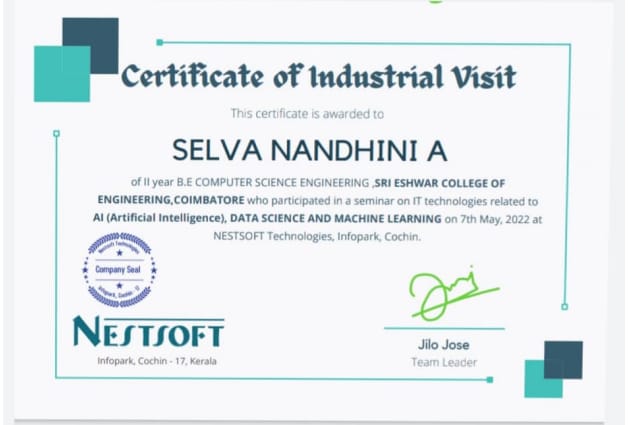 Certificate of Industrial Visit
This certificate is awarded to
SELVA NANDHINI A
of II year B.E COMPUTER SCIENCE ENGINEERING ,SRI ESHWAR COLLEGE OF
ENGINEERING,COIMBATORE who participated in a seminar on IT technologies related to
AI (Artificial Intelligence), DATA SCIENCE AND MACHINE LEARNING on 7th May, 2022 at
NESTSOFT Technologies, Infopark, Cochin.
Nestsoft Technologies
Company Seal
Infopark, Cochin - 17
NESTSOFT
Infopark, Cochin - 17, Kerala
Jilo Jose
Team Leader